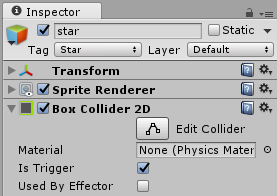 Inspector
star
Static
Tag Star Layer Default
Transform
Sprite Renderer
Box Collider 2D
Edit Collider
Material None (Physics Mater
Is Trigger
Used By Effector